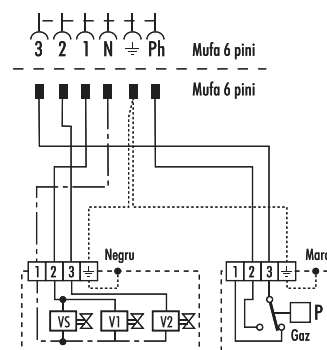 3 2 1 N Ph Mufa 6 pini
Mufa 6 pini
Negru
1 2 3
1 2 3
VS V1 V2
P
Gaz